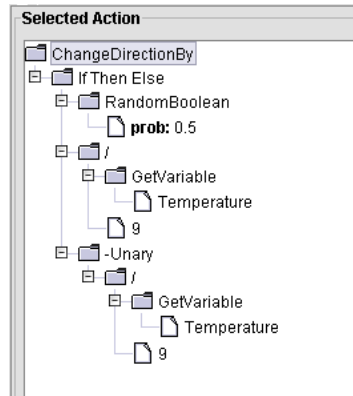 Selected Action
ChangeDirectionBy
If Then Else
RandomBoolean
prob: 0.5
/
GetVariable
Temperature
9
-Unary
/
GetVariable
Temperature
9